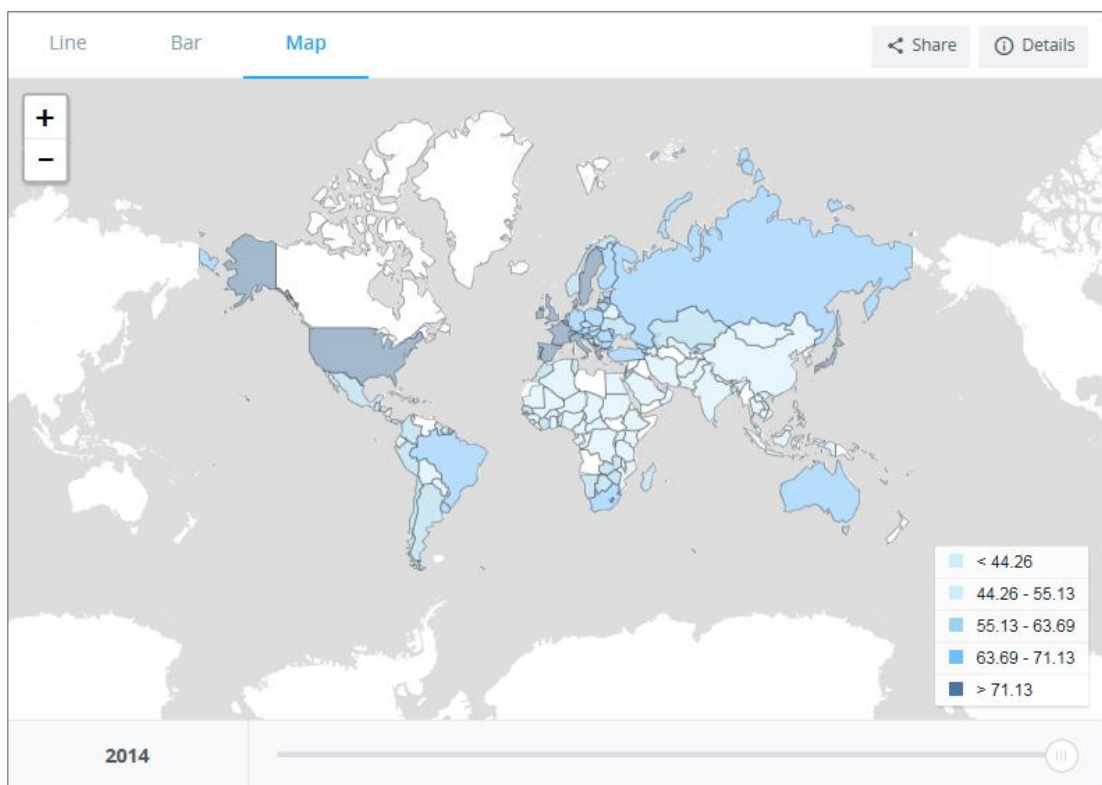 Line Bar Map Share Details
+
−
< 44.26
44.26 - 55.13
55.13 - 63.69
63.69 - 71.13
> 71.13
2014